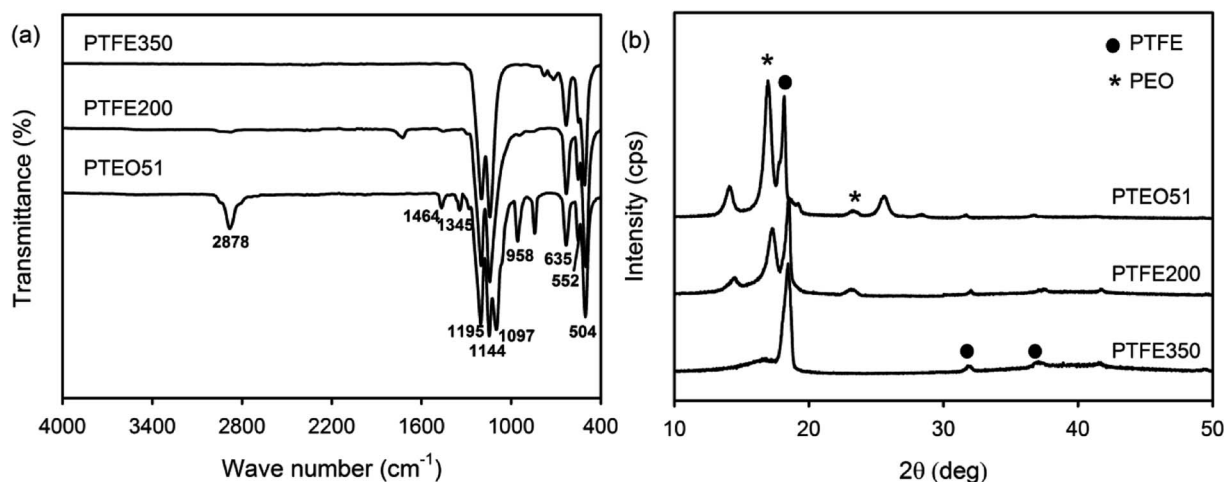 (a)
PTFE350
PTFE200
PTEO51
2878
1464
1345
1195
1144
1097
958
635
552
504
Transmittance (%)
4000 3400 2800 2200 1600 1000 400
Wave number (cm⁻¹)
(b)
● PTFE
* PEO
*
●
*
PTEO51
PTFE200
● ●
PTFE350
Intensity (cps)
10 20 30 40 50
2θ (deg)